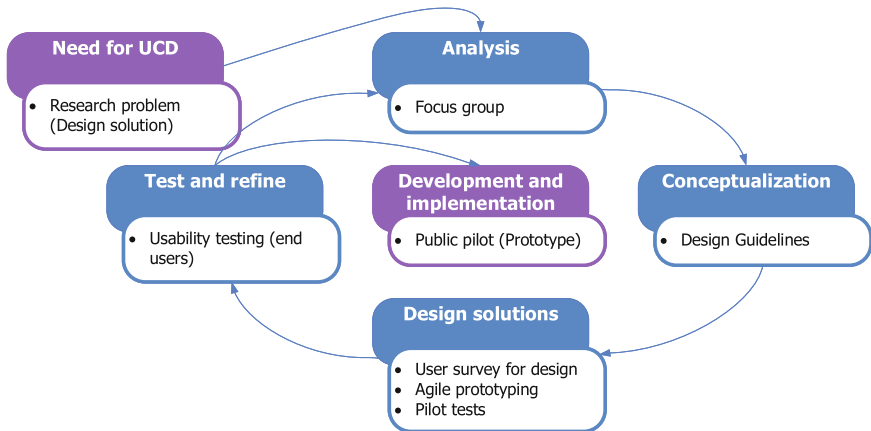 Need for UCD
• Research problem
(Design solution)
Analysis
• Focus group
Test and refine
• Usability testing (end
users)
Development and
implementation
• Public pilot (Prototype)
Conceptualization
• Design Guidelines
Design solutions
• User survey for design
• Agile prototyping
• Pilot tests